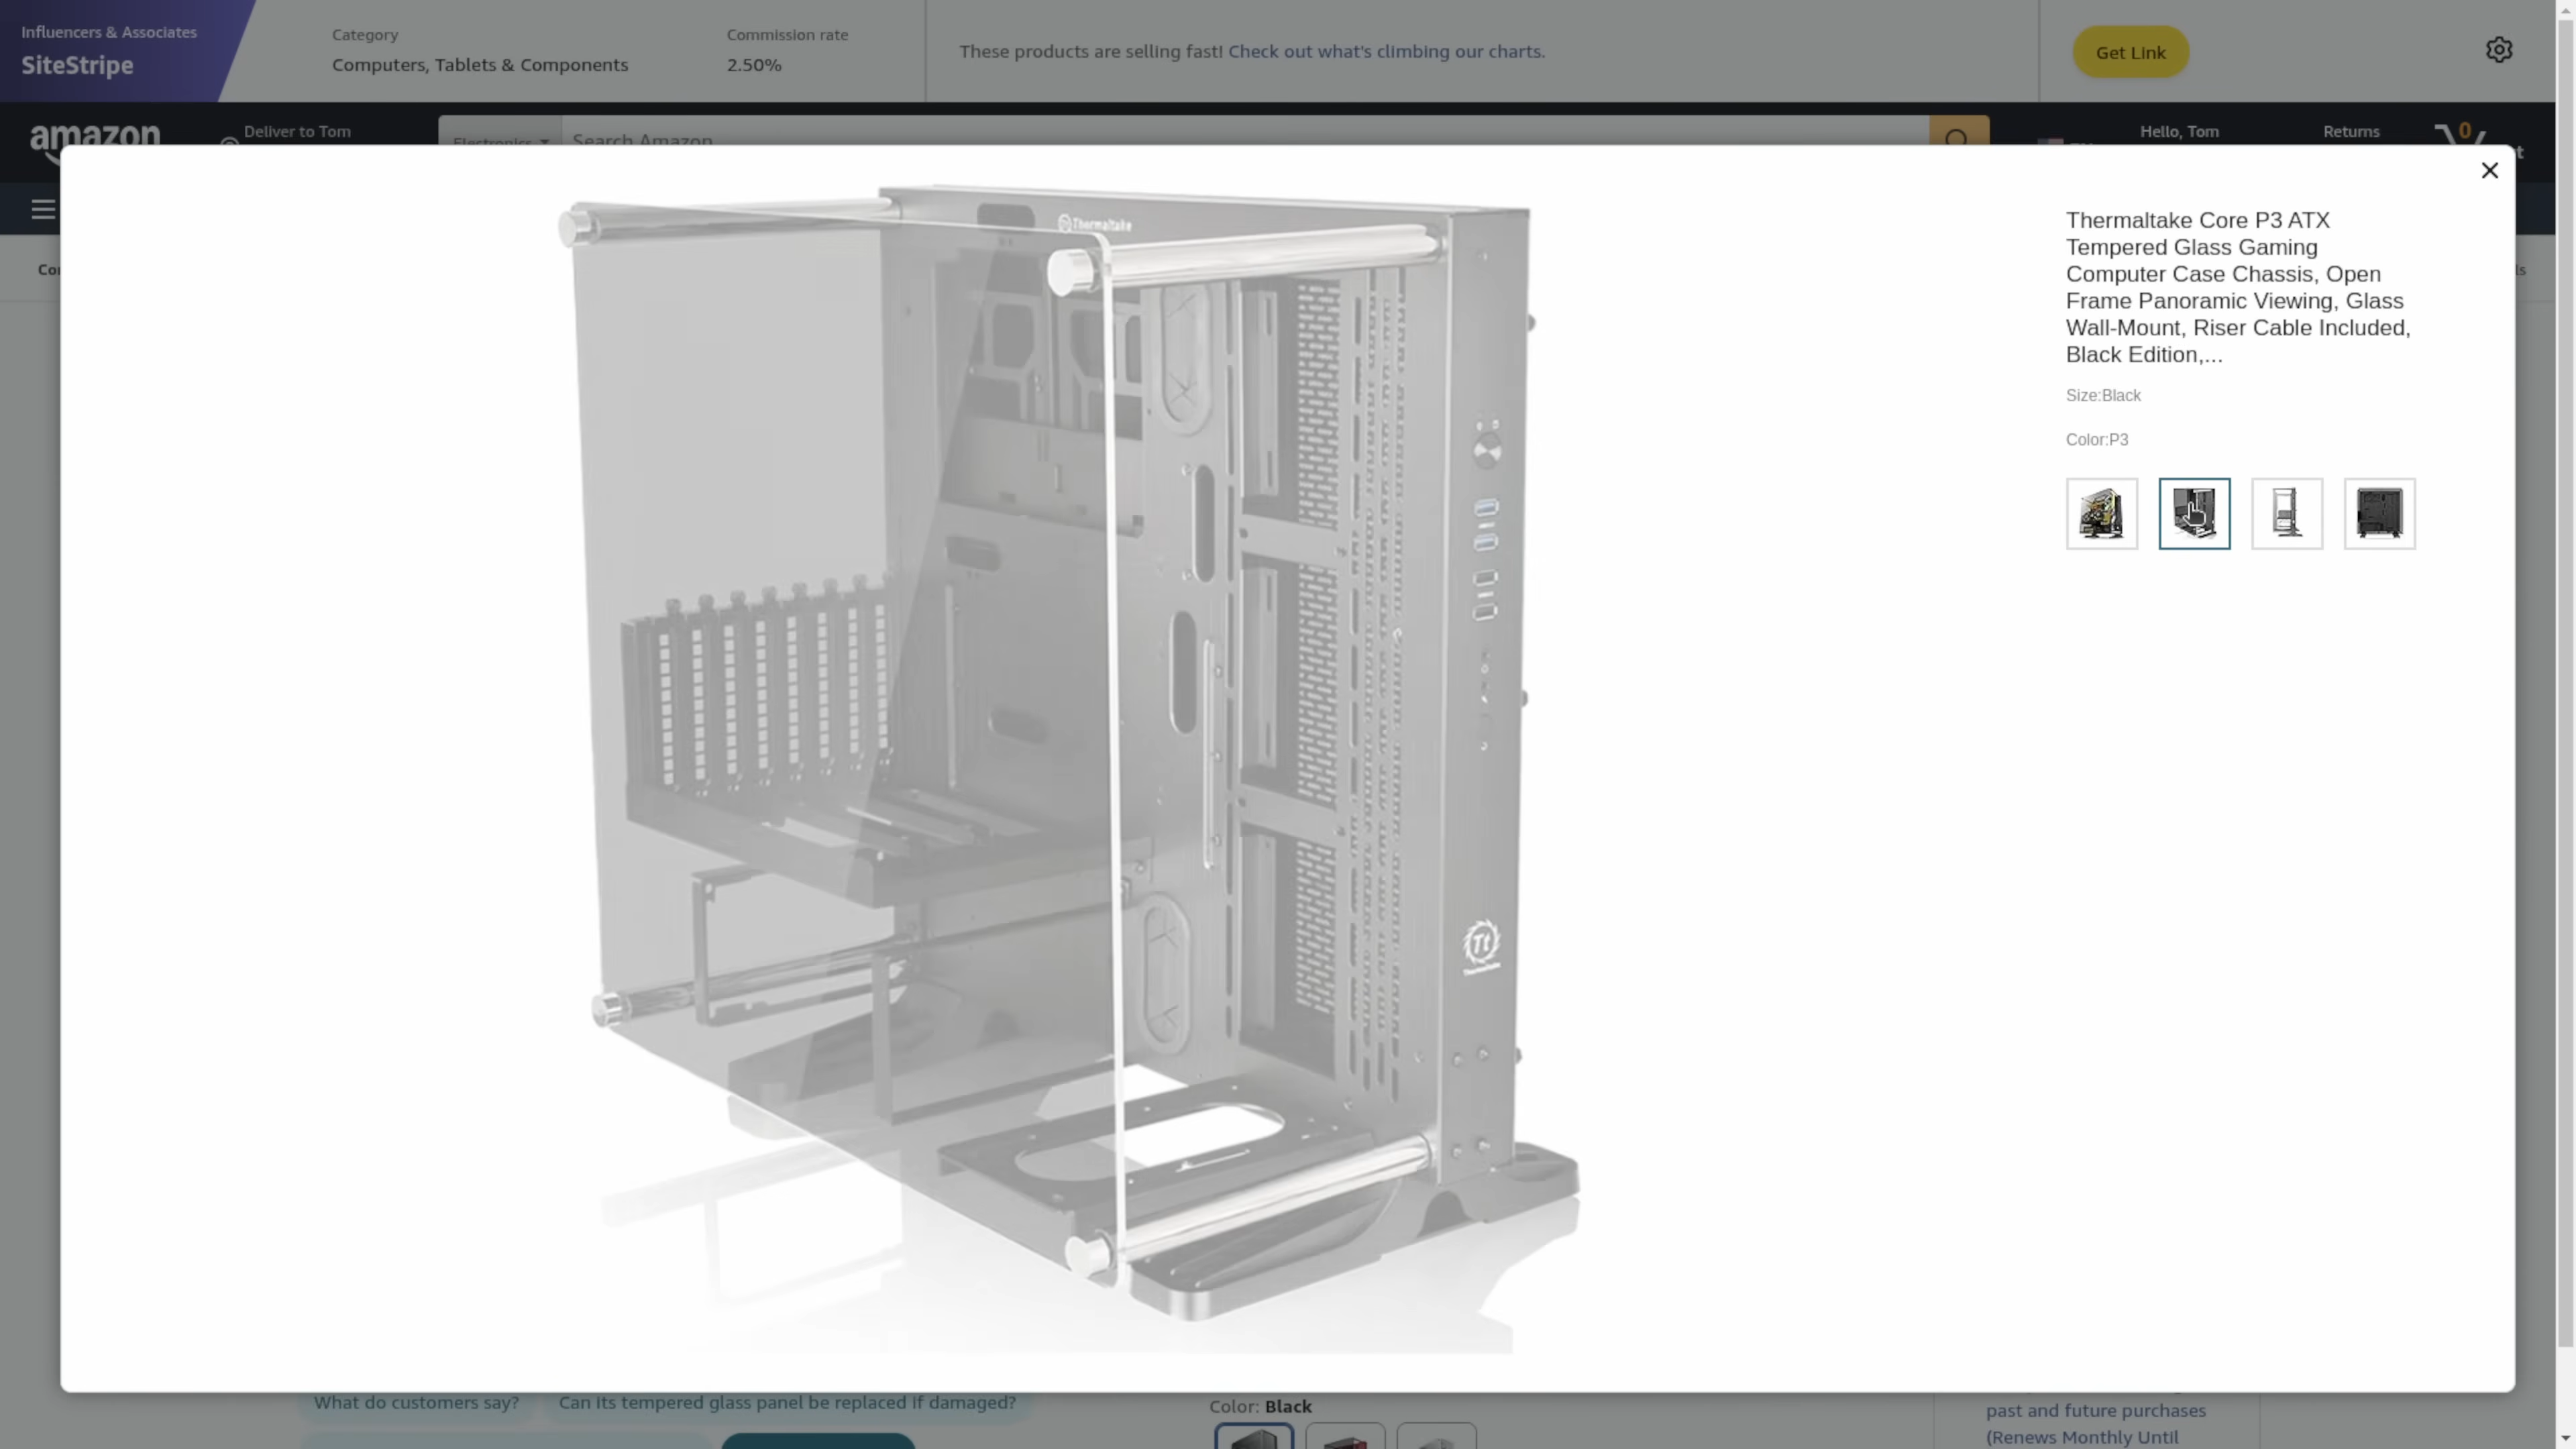 Influencers & Associates
SiteStripe
Category
Computers, Tablets & Components
Commission rate
2.50%
These products are selling fast! Check out what's climbing our charts.
Get Link
amazon
Deliver to Tom
Electronics
Search Amazon
Hello, Tom
Returns
0
Thermaltake
Tt
Thermaltake Core P3 ATX
Tempered Glass Gaming
Computer Case Chassis, Open
Frame Panoramic Viewing, Glass
Wall-Mount, Riser Cable Included,
Black Edition,...
Size:Black
Color:P3
What do customers say?
Can its tempered glass panel be replaced if damaged?
Color: Black
past and future purchases
(Renews Monthly Until